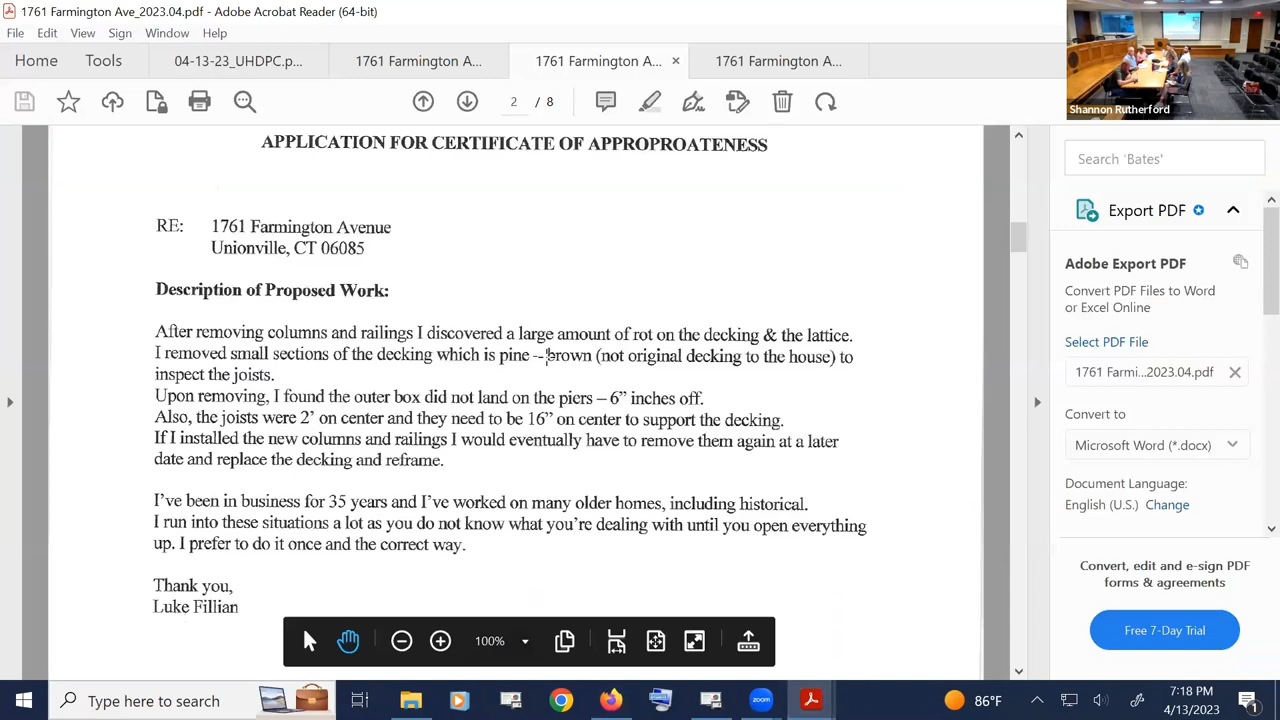 1761 Farmington Ave_2023.04.pdf - Adobe Acrobat Reader (64-bit)
File Edit View Sign Window Help
Home Tools 04-13-23_UHDPC.p... 1761 Farmington A... 1761 Farmington A... × 1761 Farmington A...
2 / 8
Shannon Rutherford
APPLICATION FOR CERTIFICATE OF APPROPROATENESS
RE: 1761 Farmington Avenue
Unionville, CT 06085
Description of Proposed Work:
After removing columns and railings I discovered a large amount of rot on the decking & the lattice.
I removed small sections of the decking which is pine -- brown (not original decking to the house) to
inspect the joists.
Upon removing, I found the outer box did not land on the piers – 6” inches off.
Also, the joists were 2' on center and they need to be 16” on center to support the decking.
If I installed the new columns and railings I would eventually have to remove them again at a later
date and replace the decking and reframe.
I've been in business for 35 years and I've worked on many older homes, including historical.
I run into these situations a lot as you do not know what you're dealing with until you open everything
up. I prefer to do it once and the correct way.
Thank you,
Luke Fillian
100%
Search 'Bates'
Export PDF
Adobe Export PDF
Convert PDF Files to Word
or Excel Online
Select PDF File
1761 Farmi...2023.04.pdf ×
Convert to
Microsoft Word (*.docx)
Document Language:
English (U.S.) Change
Convert, edit and e-sign PDF
forms & agreements
Free 7-Day Trial
Type here to search
zoom
86°F
7:18 PM
4/13/2023
1